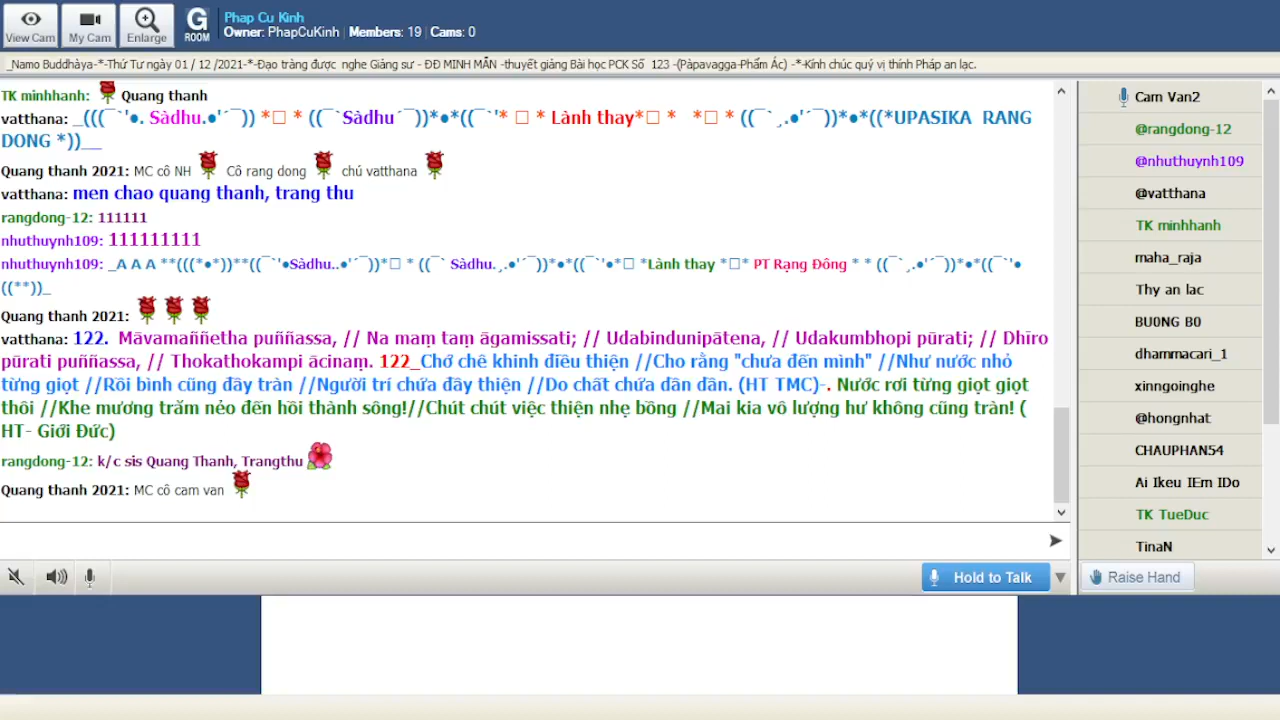 View Cam
My Cam
Enlarge
G
ROOM
Phap Cu Kinh
Owner: PhapCuKinh | Members: 19 | Cams: 0
_Namo Buddhàya-*-Thứ Tư ngày 01 / 12 /2021-*-Đạo tràng được nghe Giảng sư - ĐĐ MINH MẪN -thuyết giảng Bài học PCK Số 123 -(Pàpavagga-Phẩm Ác) -*-Kính chúc quý vị thính Pháp an lạc.
TK minhhanh: Quang thanh
vatthana: _(((¯`'●. Sàdhu.●'´¯)) *□ * ((¯`Sàdhu´¯))*●*((¯`'* □ * Lành thay*□ * *□ * ((¯`¸.●'´¯))*●*((*UPASIKA RANG
DONG *))__
Quang thanh 2021: MC cô NH Cô rang dong chú vatthana
vatthana: men chao quang thanh, trang thu
rangdong-12: 111111
nhuthuynh109: 111111111
nhuthuynh109: _A A A **(((*●*))**((¯`'●Sàdhu..●'´¯))*□ * ((¯` Sàdhu.¸.●'´¯))*●*((¯`'●*□ *Lành thay *□* PT Rạng Đông * * ((¯`¸.●'´¯))*●*((¯`'●
((**))_
Quang thanh 2021:
vatthana: 122. Māvamaññetha puññassa, // Na maṃ taṃ āgamissati; // Udabindunipātena, // Udakumbhopi pūrati; // Dhīro
pūrati puññassa, // Thokathokampi ācinaṃ. 122_Chớ chê khinh điều thiện //Cho rằng "chưa đến mình" //Như nước nhỏ
từng giọt //Rồi bình cũng đầy tràn //Người trí chứa đầy thiện //Do chất chứa dần dần. (HT TMC)-. Nước rơi từng giọt giọt
thôi //Khe mương trăm nẻo đến hồi thành sông!//Chút chút việc thiện nhẹ bồng //Mai kia vô lượng hư không cũng tràn! (
HT- Giới Đức)
rangdong-12: k/c sis Quang Thanh, Trangthu
Quang thanh 2021: MC cô cam van
Hold to Talk
Cam Van2
@rangdong-12
@nhuthuynh109
@vatthana
TK minhhanh
maha_raja
Thy an lac
BU0NG B0
dhammacari_1
xinngoinghe
@hongnhat
CHAUPHAN54
Ai Ikeu IEm IDo
TK TueDuc
TinaN
Raise Hand